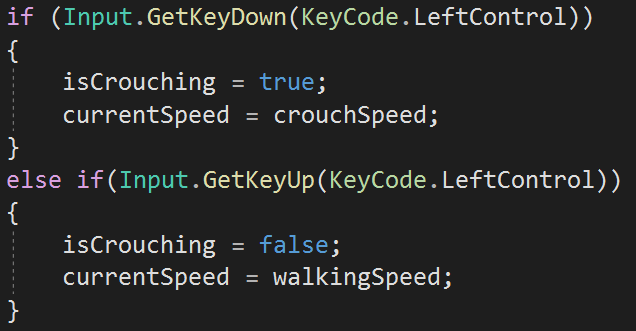 if (Input.GetKeyDown(KeyCode.LeftControl))
{
    isCrouching = true;
    currentSpeed = crouchSpeed;
}
else if(Input.GetKeyUp(KeyCode.LeftControl))
{
    isCrouching = false;
    currentSpeed = walkingSpeed;
}